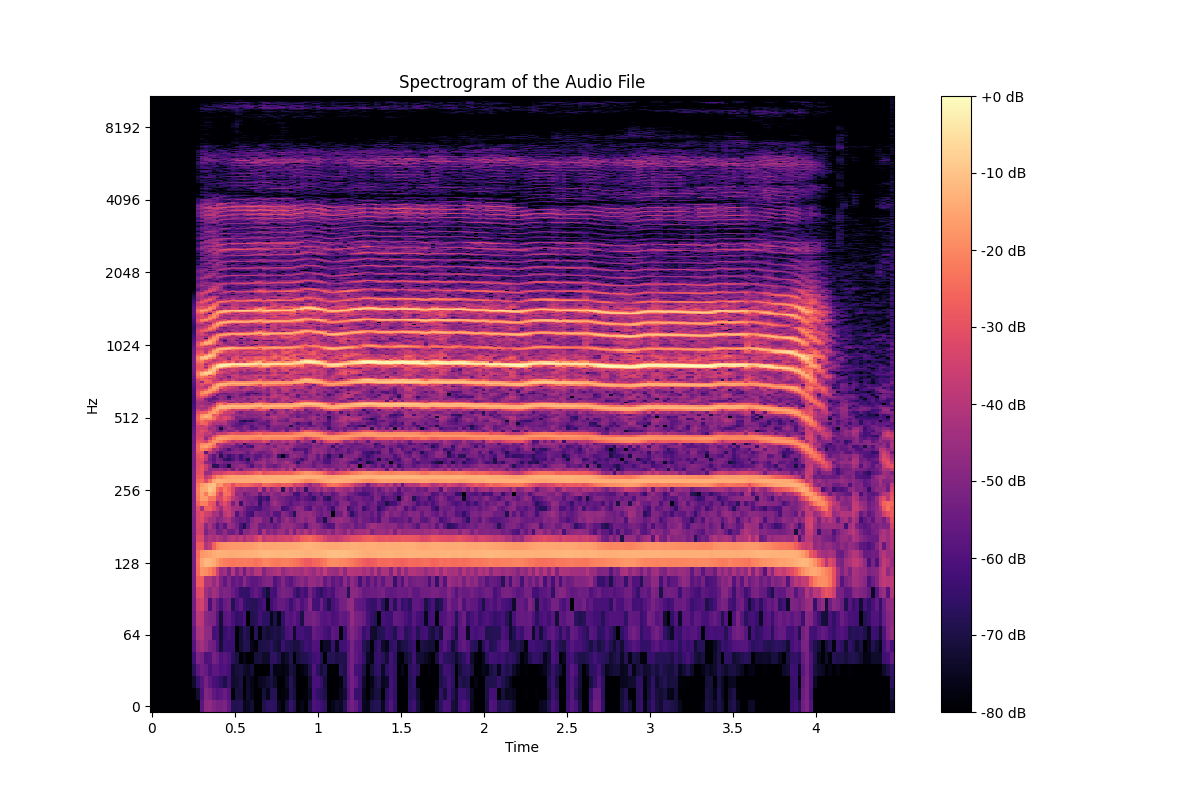 Spectrogram of the Audio File
+0 dB
8192
-10 dB
4096
-20 dB
2048
-30 dB
1024
Hz
512
-40 dB
256
-50 dB
128
-60 dB
64
-70 dB
0
-80 dB
0 0.5 1 1.5 2 2.5 3 3.5 4
Time